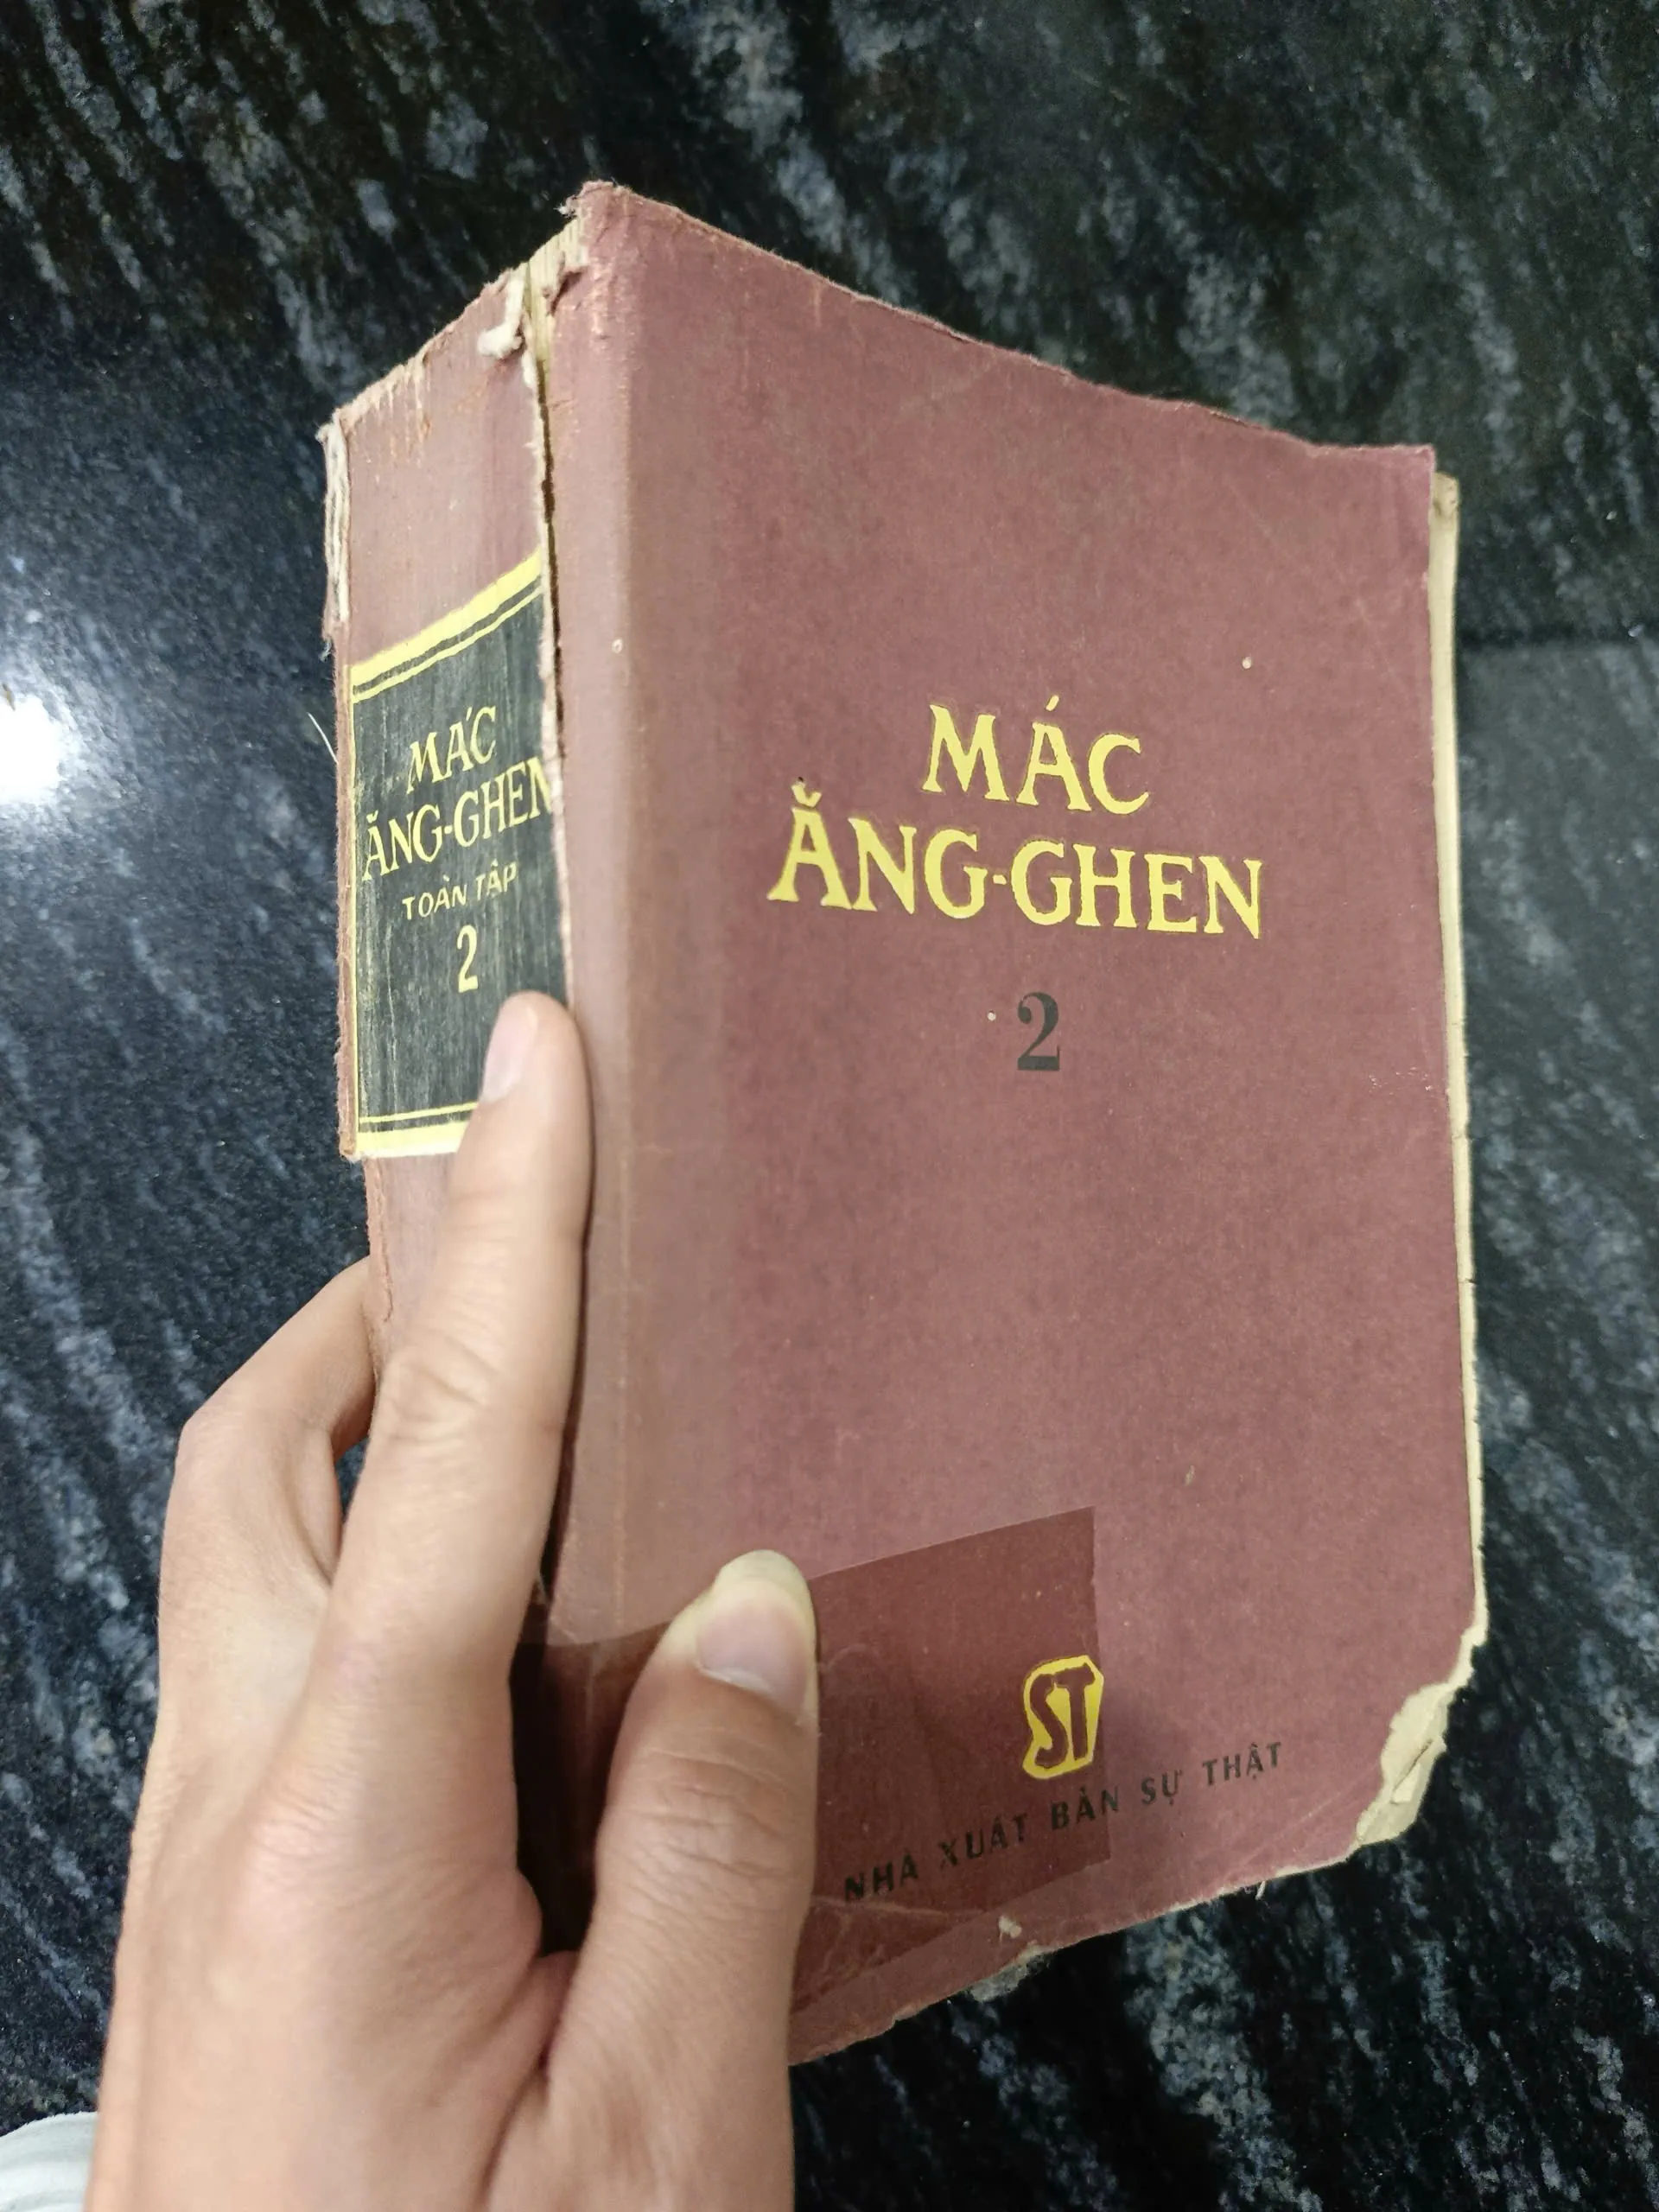 MÁC
ĂNG-GHEN
TOÀN TẬP
2
MÁC
ĂNG-GHEN
2
ST
NHÀ XUẤT BẢN SỰ THẬT